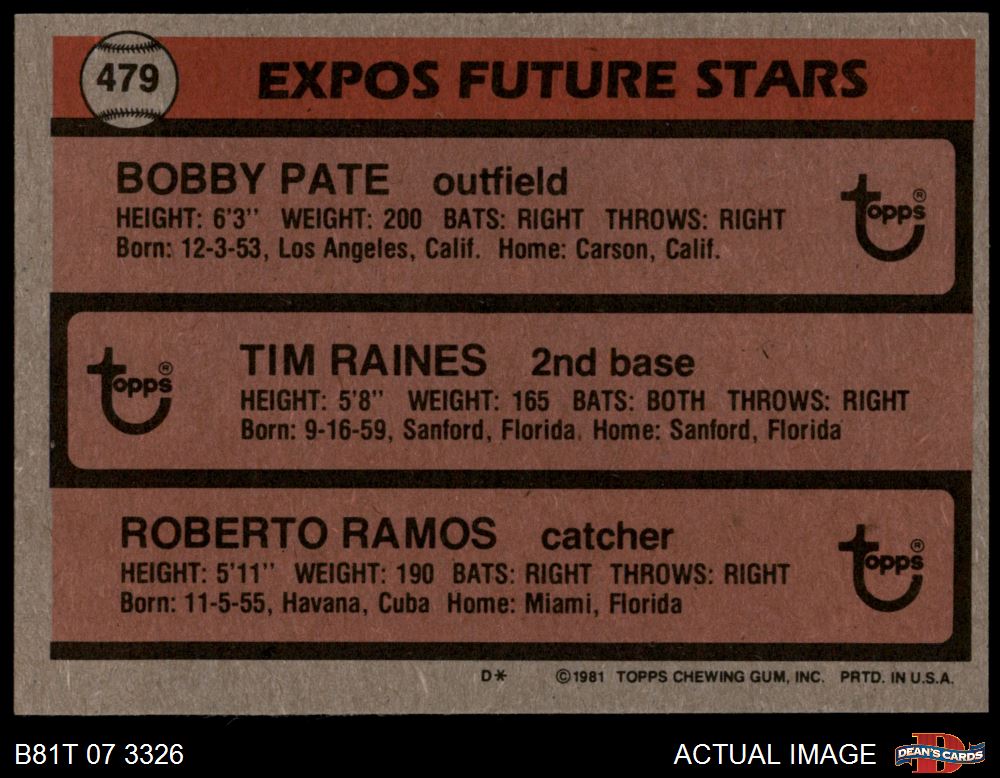 479
EXPOS FUTURE STARS
BOBBY PATE outfield
HEIGHT: 6'3" WEIGHT: 200 BATS: RIGHT THROWS: RIGHT
Born: 12-3-53, Los Angeles, Calif. Home: Carson, Calif.
topps®
TIM RAINES 2nd base
HEIGHT: 5'8" WEIGHT: 165 BATS: BOTH THROWS: RIGHT
Born: 9-16-59, Sanford, Florida. Home: Sanford, Florida
topps®
ROBERTO RAMOS catcher
HEIGHT: 5'11" WEIGHT: 190 BATS: RIGHT THROWS: RIGHT
Born: 11-5-55, Havana, Cuba Home: Miami, Florida
topps®
D* ©1981 TOPPS CHEWING GUM, INC. PRTD. IN U.S.A.
B81T 07 3326
ACTUAL IMAGE
D
DEAN'S CARDS